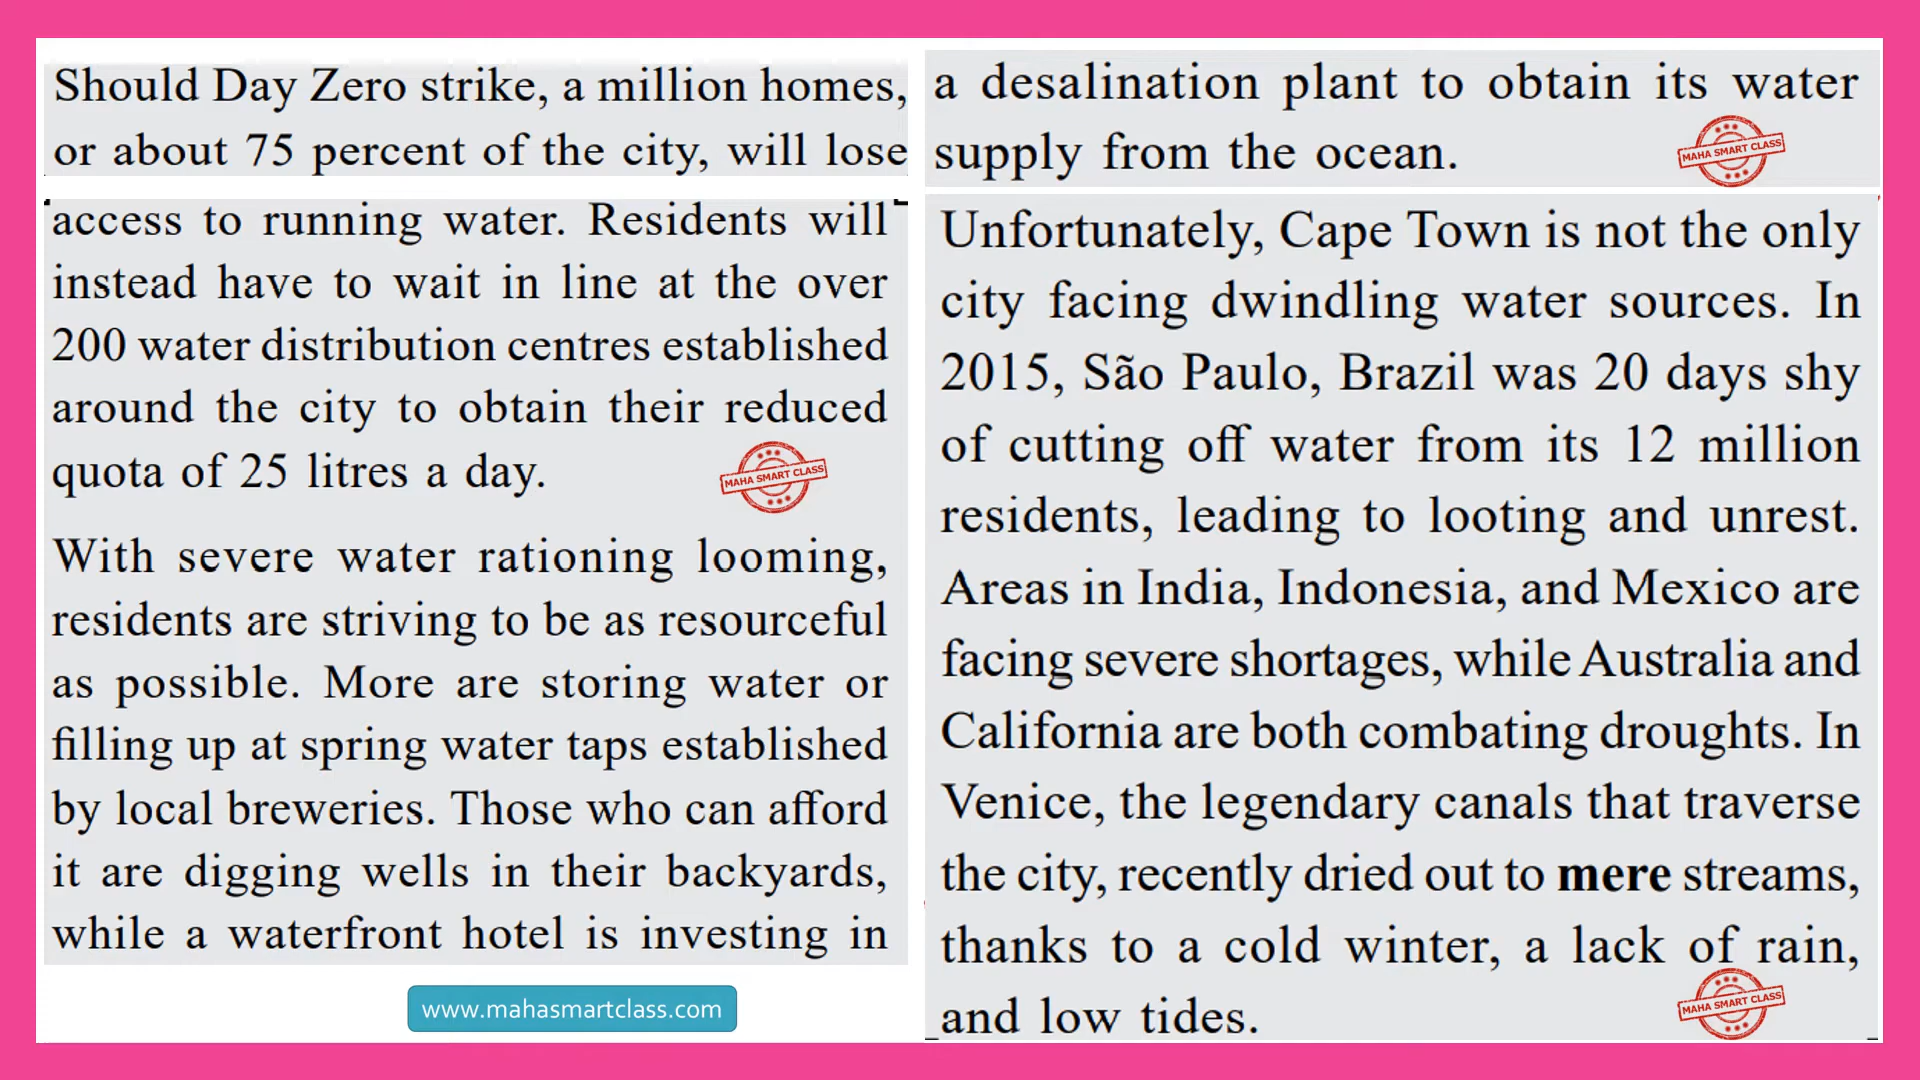 Should Day Zero strike, a million homes,
or about 75 percent of the city, will lose
access to running water. Residents will
instead have to wait in line at the over
200 water distribution centres established
around the city to obtain their reduced
quota of 25 litres a day.
MAHA SMART CLASS
With severe water rationing looming,
residents are striving to be as resourceful
as possible. More are storing water or
filling up at spring water taps established
by local breweries. Those who can afford
it are digging wells in their backyards,
while a waterfront hotel is investing in
www.mahasmartclass.com
a desalination plant to obtain its water
supply from the ocean.
MAHA SMART CLASS
Unfortunately, Cape Town is not the only
city facing dwindling water sources. In
2015, São Paulo, Brazil was 20 days shy
of cutting off water from its 12 million
residents, leading to looting and unrest.
Areas in India, Indonesia, and Mexico are
facing severe shortages, while Australia and
California are both combating droughts. In
Venice, the legendary canals that traverse
the city, recently dried out to mere streams,
thanks to a cold winter, a lack of rain,
and low tides.
MAHA SMART CLASS